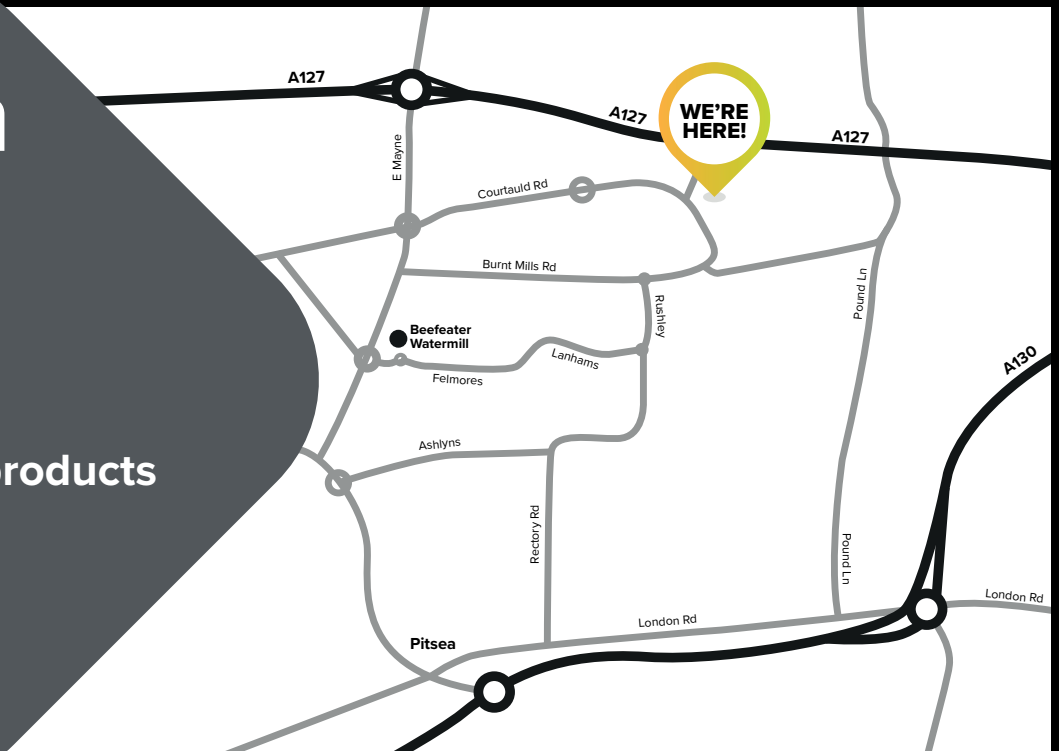 A127
A127
WE'RE
HERE!
A127
E Mayne
Courtauld Rd
Burnt Mills Rd
Rushley
Pound Ln
Beefeater
Watermill
Lanhams
Felmores
A130
Ashlyns
products
Rectory Rd
Pound Ln
London Rd
London Rd
Pitsea